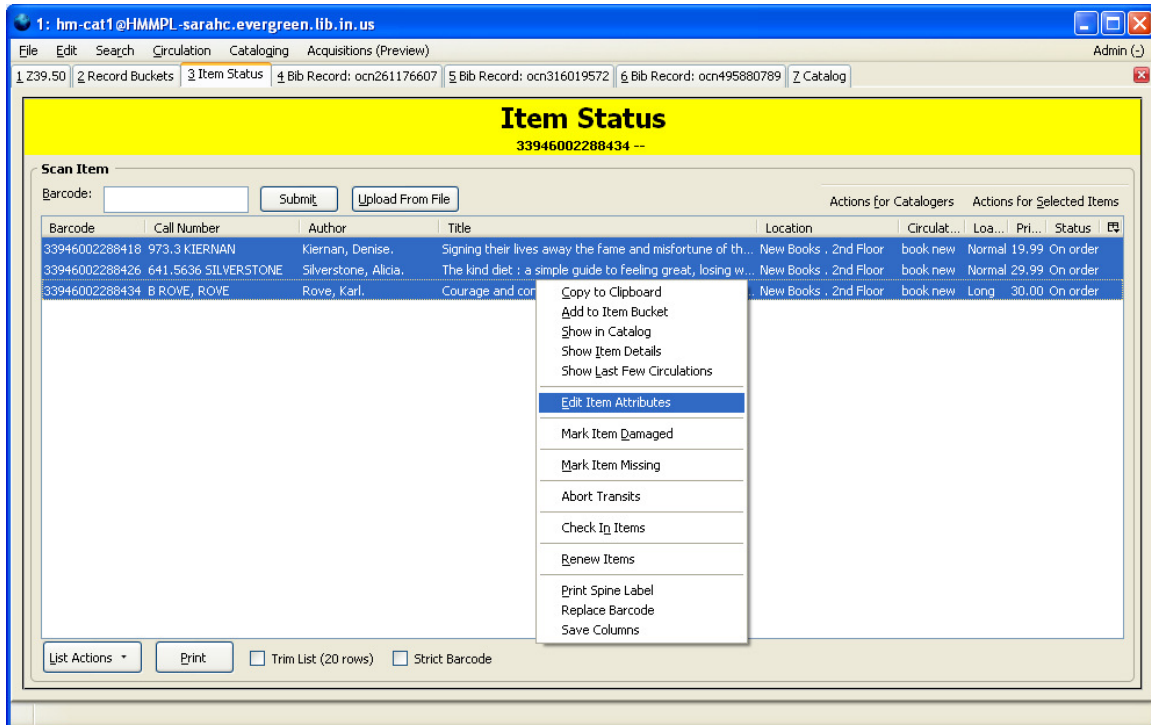 1: hm-cat1@HMMPL-sarahc.evergreen.lib.in.us
File Edit Search Circulation Cataloging Acquisitions (Preview) Admin (-)
1 Z39.50 2 Record Buckets 3 Item Status 4 Bib Record: ocn261176607 5 Bib Record: ocn316019572 6 Bib Record: ocn495880789 7 Catalog
Item Status
33946002288434 --
Scan Item
Barcode: Submit Upload From File Actions for Catalogers Actions for Selected Items
Barcode Call Number Author Title Location Circulat... Loa... Pri... Status
33946002288418 973.3 KIERNAN Kiernan, Denise. Signing their lives away the fame and misfortune of th... New Books . 2nd Floor book new Normal 19.99 On order
33946002288426 641.5636 SILVERSTONE Silverstone, Alicia. The kind diet : a simple guide to feeling great, losing w... New Books . 2nd Floor book new Normal 29.99 On order
33946002288434 B ROVE, ROVE Rove, Karl. Courage and con New Books . 2nd Floor book new Long 30.00 On order
Copy to Clipboard
Add to Item Bucket
Show in Catalog
Show Item Details
Show Last Few Circulations
Edit Item Attributes
Mark Item Damaged
Mark Item Missing
Abort Transits
Check In Items
Renew Items
Print Spine Label
Replace Barcode
Save Columns
List Actions Print Trim List (20 rows) Strict Barcode